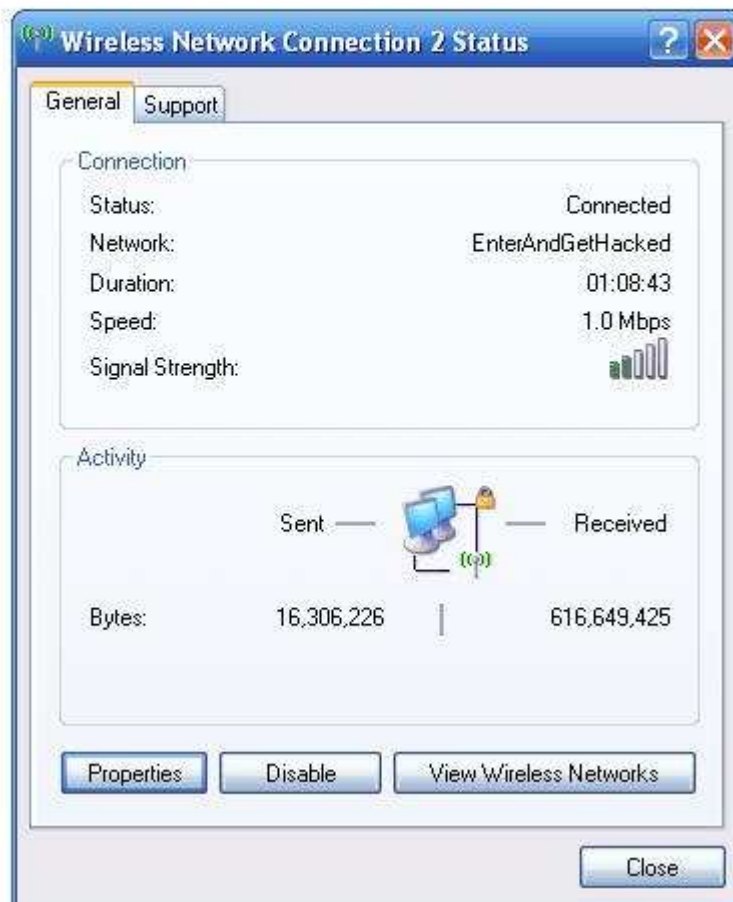 Wireless Network Connection 2 Status
General Support
Connection
Status: Connected
Network: EnterAndGetHacked
Duration: 01:08:43
Speed: 1.0 Mbps
Signal Strength:
Activity
Sent Received
Bytes: 16,306,226 616,649,425
Properties Disable View Wireless Networks
Close